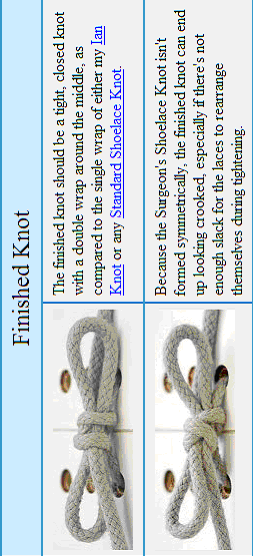 Finished Knot
The finished knot should be a tight, closed knot
with a double wrap around the middle, as
compared to the single wrap of either my Ian
Knot or any Standard Shoelace Knot.
Because the Surgeon's Shoelace Knot isn't
formed symmetrically, the finished knot can end
up looking crooked, especially if there's not
enough slack for the laces to rearrange
themselves during tightening.